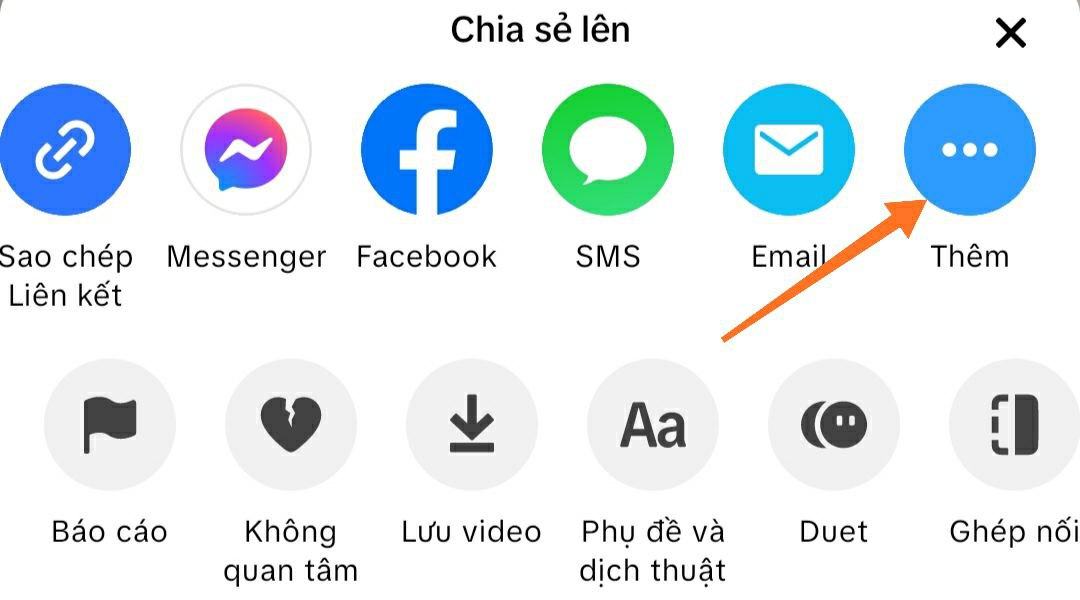 Chia sẻ lên
Sao chép
Liên kết
Messenger
Facebook
SMS
Email
Thêm
Aa
Báo cáo
Không
quan tâm
Lưu video
Phụ đề và
dịch thuật
Duet
Ghép nối